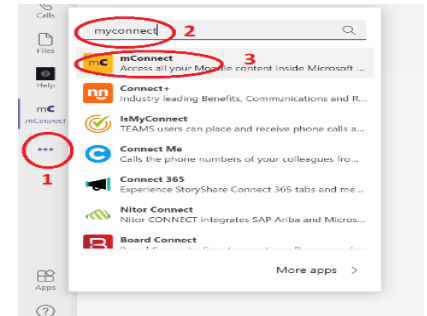 Calls
Files
Help
mC
mConnect
1
myconnect 2
mC mConnect 3
Access all your Moodle content inside Microsoft ...
Connect+
Industry leading Benefits, Communications and R...
IsMyConnect
TEAMS users can place and receive phone calls a...
Connect Me
Calls the phone numbers of your colleagues fro...
Connect 365
Experience StoryShare Connect 365 tabs and me...
Nitor Connect
Nitor CONNECT integrates SAP Ariba and Micros...
Board Connect
More apps >
Apps